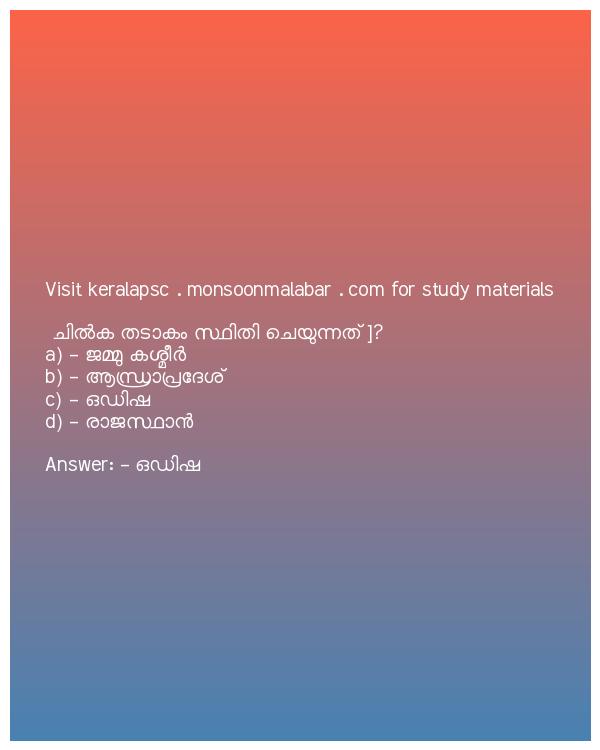 Visit keralapsc . monsoonmalabar . com for study materials
ചിൽക തടാകം സ്ഥിതി ചെയുന്നത് ]?
a) - ജമ്മു കശ്മീർ
b) - ആന്ധ്രാപ്രദേശ്
c) - ഒഡിഷ
d) - രാജസ്ഥാൻ
Answer: - ഒഡിഷ